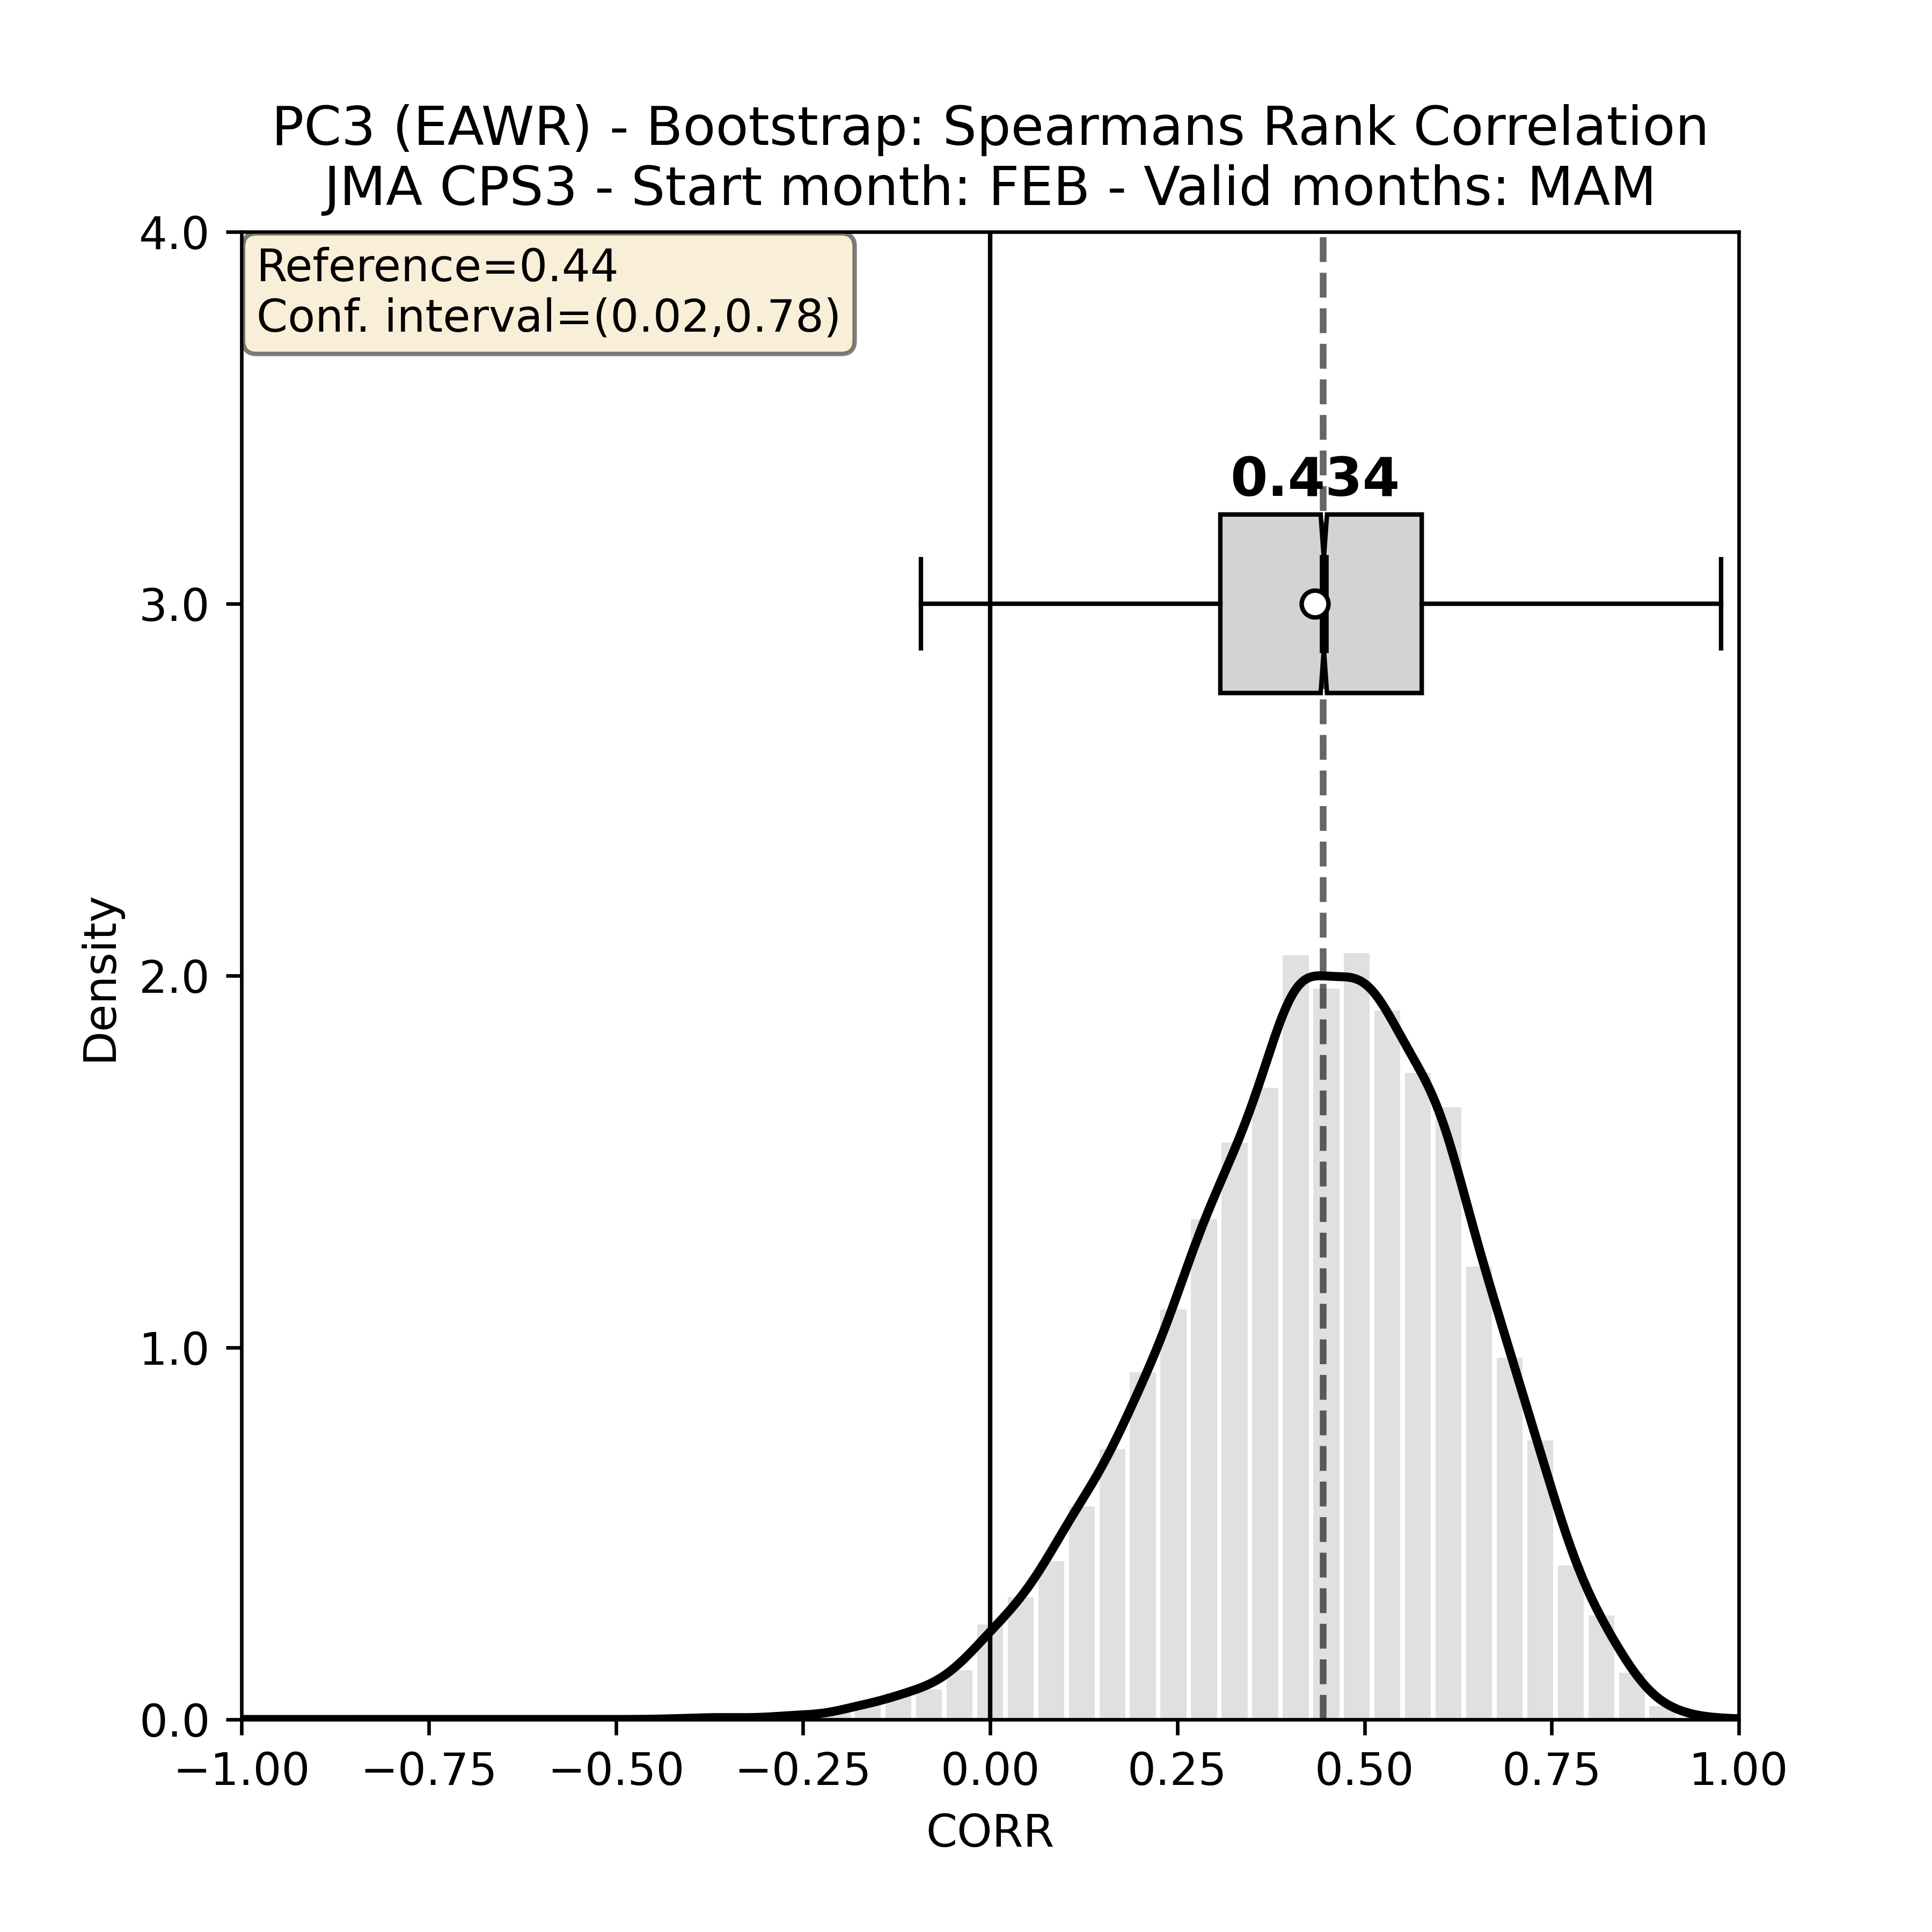 PC3 (EAWR) - Bootstrap: Spearmans Rank Correlation
JMA CPS3 - Start month: FEB - Valid months: MAM
4.0
Reference=0.44
Conf. interval=(0.02,0.78)
0.434
3.0
Density
2.0
1.0
0.0
−1.00 −0.75 −0.50 −0.25 0.00 0.25 0.50 0.75 1.00
CORR